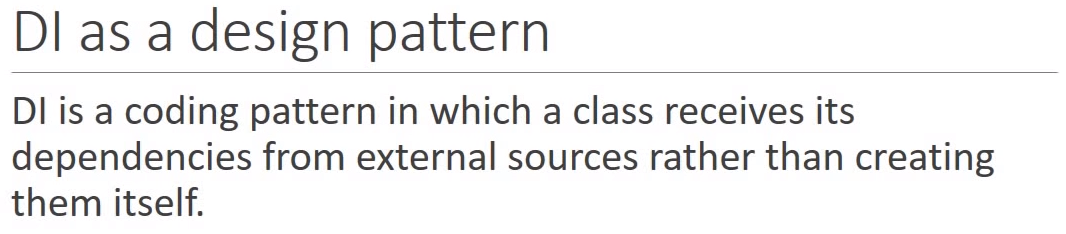 DI as a design pattern
DI is a coding pattern in which a class receives its
dependencies from external sources rather than creating
them itself.